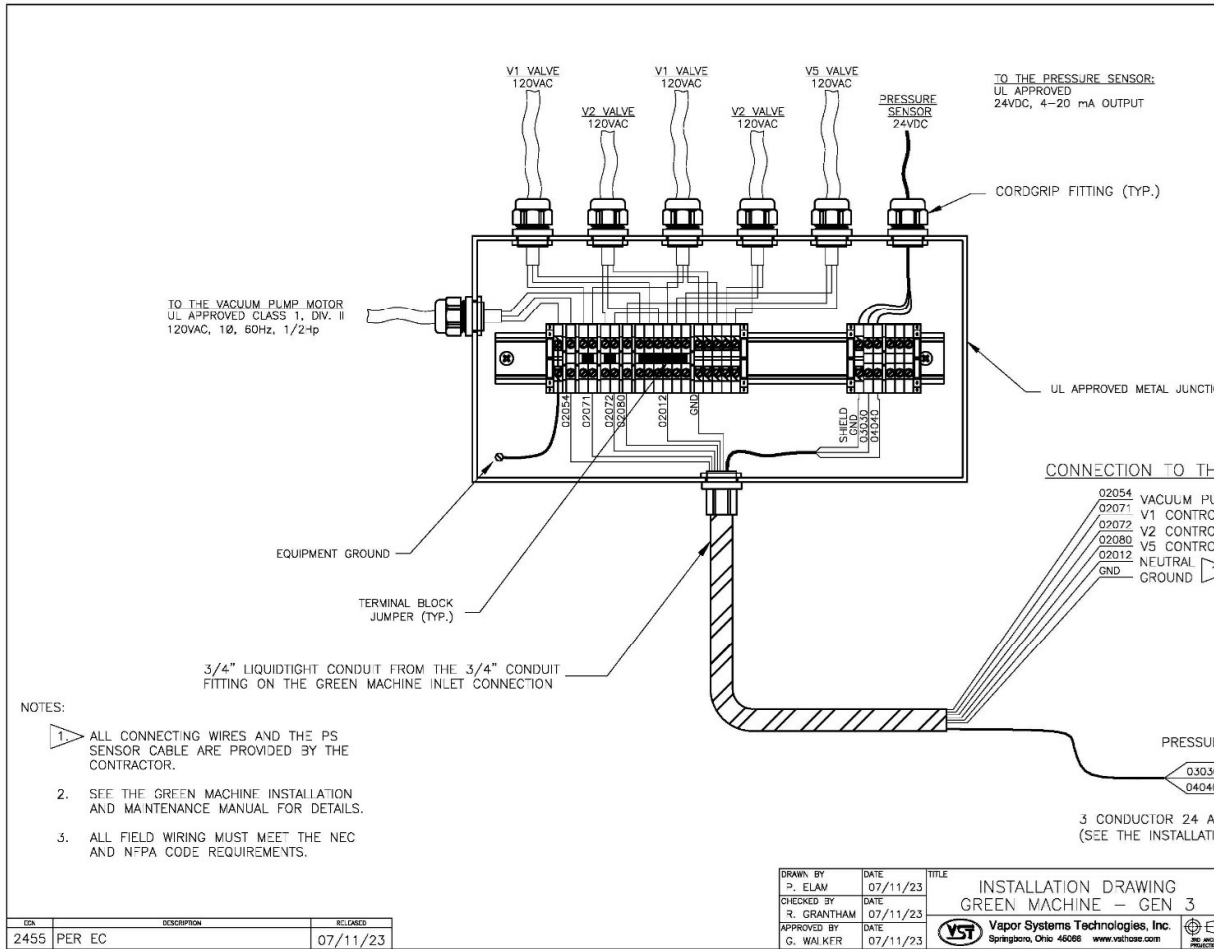 V1 VALVE
120VAC
V2 VALVE
120VAC
V1 VALVE
120VAC
V2 VALVE
120VAC
V5 VALVE
120VAC
PRESSURE
SENSOR
24VDC
TO THE PRESSURE SENSOR:
UL APPROVED
24VDC, 4-20 mA OUTPUT
CORDGRIP FITTING (TYP.)
TO THE VACUUM PUMP MOTOR
UL APPROVED CLASS 1, DIV. II
120VAC, 1Ø, 60Hz, 1/2Hp
UL APPROVED METAL JUNCTI
02054
02071
02072
02080
02012
GND
SHIELD
GND
03030
04040
CONNECTION TO TH
02054 VACUUM PU
02071 V1 CONTRO
02072 V2 CONTRO
02080 V5 CONTRO
02012 NEUTRAL
GND GROUND
EQUIPMENT GROUND
TERMINAL BLOCK
JUMPER (TYP.)
3/4" LIQUIDTIGHT CONDUIT FROM THE 3/4" CONDUIT
FITTING ON THE GREEN MACHINE INLET CONNECTION
NOTES:
1. ALL CONNECTING WIRES AND THE PS
SENSOR CABLE ARE PROVIDED BY THE
CONTRACTOR.
2. SEE THE GREEN MACHINE INSTALLATION
AND MAINTENANCE MANUAL FOR DETAILS.
3. ALL FIELD WIRING MUST MEET THE NEC
AND NFPA CODE REQUIREMENTS.
PRESSU
0303
0404
3 CONDUCTOR 24 A
(SEE THE INSTALLATI
DRAWN BY DATE TITLE
P. ELAM 07/11/23
CHECKED BY DATE
R. GRANTHAM 07/11/23
APPROVED BY DATE
G. WALKER 07/11/23
INSTALLATION DRAWING
GREEN MACHINE - GEN 3
VST Vapor Systems Technologies, Inc.
Springboro, Ohio 45066 www.vsthose.com
ECN DESCRIPTION RELEASED
2455 PER EC 07/11/23